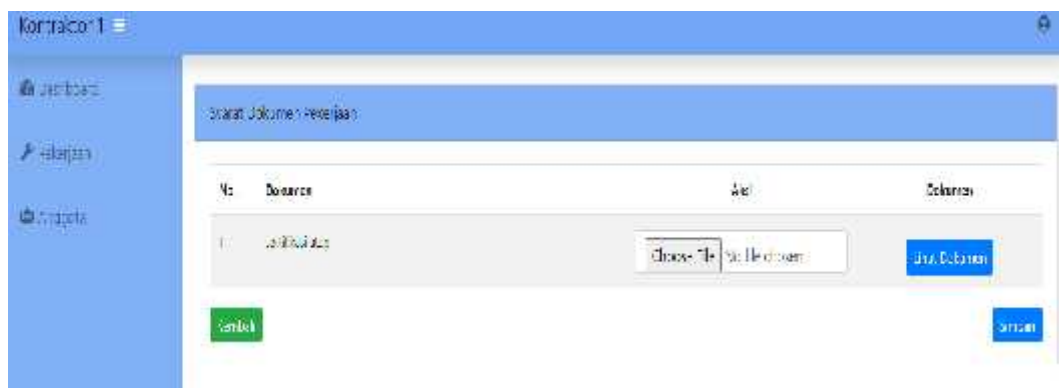 Kontraktor 1
Dashboard
Syarat Dokumen Pekerjaan
Pekerjaan
No Dokumen Aksi Dokumen
Anggota
1 Choose File No file chosen Lihat Dokumen
Kembali Simpan